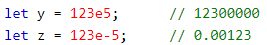 let y = 123e5;      // 12300000
let z = 123e-5;     // 0.00123